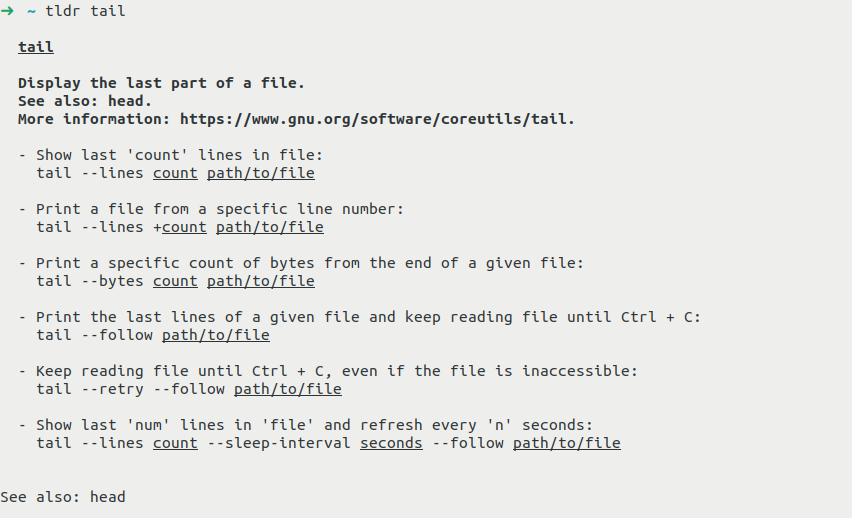 ➜ ~ tldr tail
tail
Display the last part of a file.
See also: head.
More information: https://www.gnu.org/software/coreutils/tail.
- Show last 'count' lines in file:
tail --lines count path/to/file
- Print a file from a specific line number:
tail --lines +count path/to/file
- Print a specific count of bytes from the end of a given file:
tail --bytes count path/to/file
- Print the last lines of a given file and keep reading file until Ctrl + C:
tail --follow path/to/file
- Keep reading file until Ctrl + C, even if the file is inaccessible:
tail --retry --follow path/to/file
- Show last 'num' lines in 'file' and refresh every 'n' seconds:
tail --lines count --sleep-interval seconds --follow path/to/file
See also: head